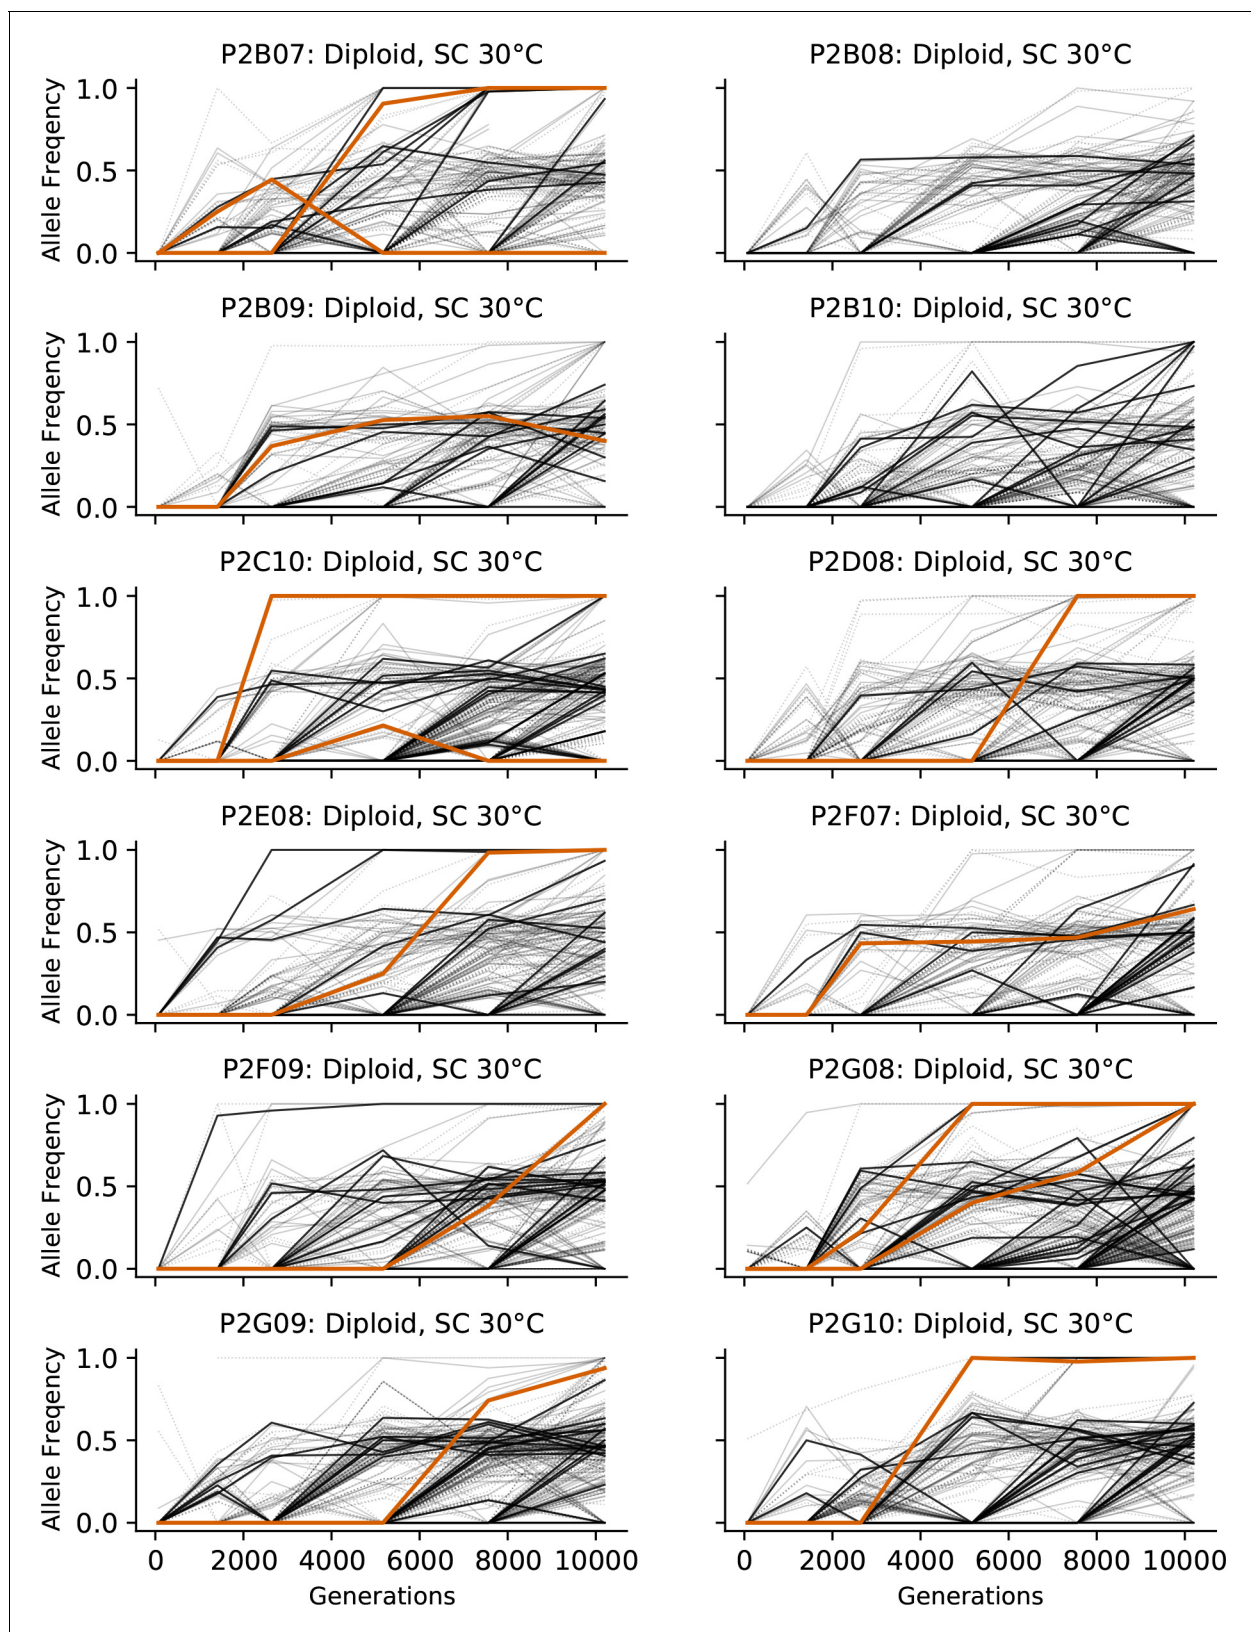 P2B07: Diploid, SC 30°C
P2B08: Diploid, SC 30°C
Allele Freqency
1.0
0.5
0.0
P2B09: Diploid, SC 30°C
P2B10: Diploid, SC 30°C
Allele Freqency
1.0
0.5
0.0
P2C10: Diploid, SC 30°C
P2D08: Diploid, SC 30°C
Allele Freqency
1.0
0.5
0.0
P2E08: Diploid, SC 30°C
P2F07: Diploid, SC 30°C
Allele Freqency
1.0
0.5
0.0
P2F09: Diploid, SC 30°C
P2G08: Diploid, SC 30°C
Allele Freqency
1.0
0.5
0.0
P2G09: Diploid, SC 30°C
P2G10: Diploid, SC 30°C
Allele Freqency
1.0
0.5
0.0
0 2000 4000 6000 8000 10000
0 2000 4000 6000 8000 10000
Generations
Generations